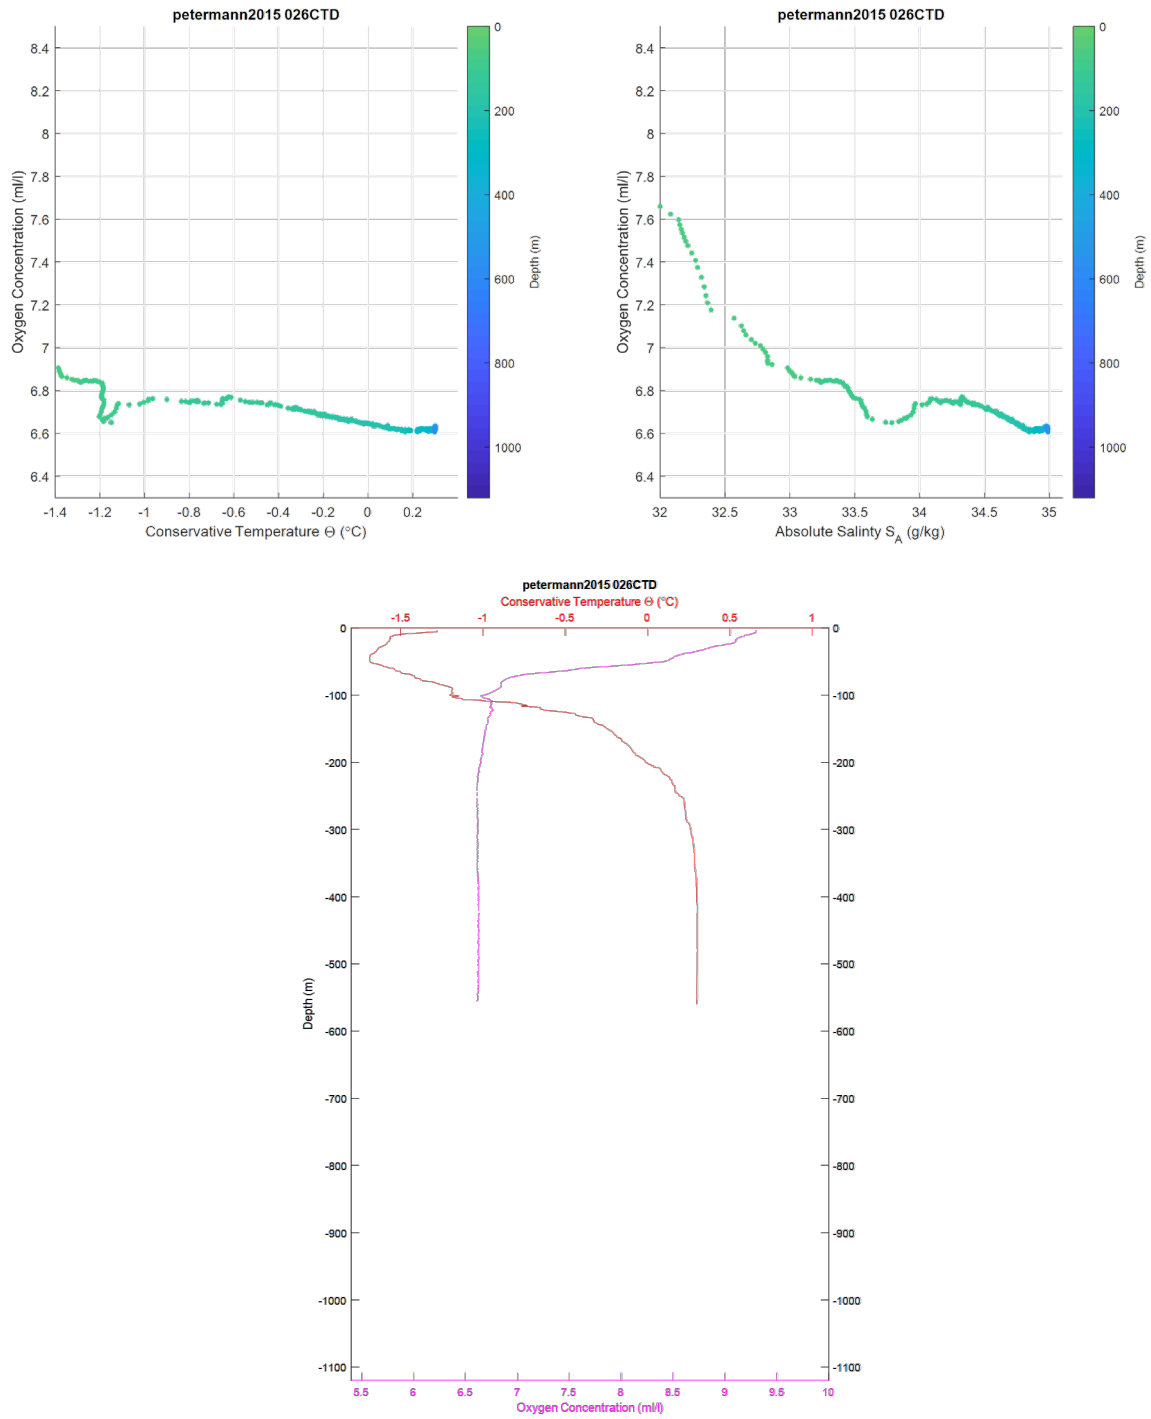 petermann2015 026CTD
8.4
8.2
8
7.8
7.6
7.4
7.2
7
6.8
6.6
6.4
Oxygen Concentration (ml/l)
-1.4 -1.2 -1 -0.8 -0.6 -0.4 -0.2 0 0.2
Conservative Temperature Θ (°C)
0
200
400
600
800
1000
Depth (m)
petermann2015 026CTD
8.4
8.2
8
7.8
7.6
7.4
7.2
7
6.8
6.6
6.4
Oxygen Concentration (ml/l)
32 32.5 33 33.5 34 34.5 35
Absolute Salinty S_A (g/kg)
0
200
400
600
800
1000
Depth (m)
petermann2015 026CTD
Conservative Temperature Θ (°C)
-1.5 -1 -0.5 0 0.5 1
0 0
-100 -100
-200 -200
-300 -300
-400 -400
-500 -500
-600 -600
-700 -700
-800 -800
-900 -900
-1000 -1000
-1100 -1100
Depth (m)
5.5 6 6.5 7 7.5 8 8.5 9 9.5 10
Oxygen Concentration (ml/l)